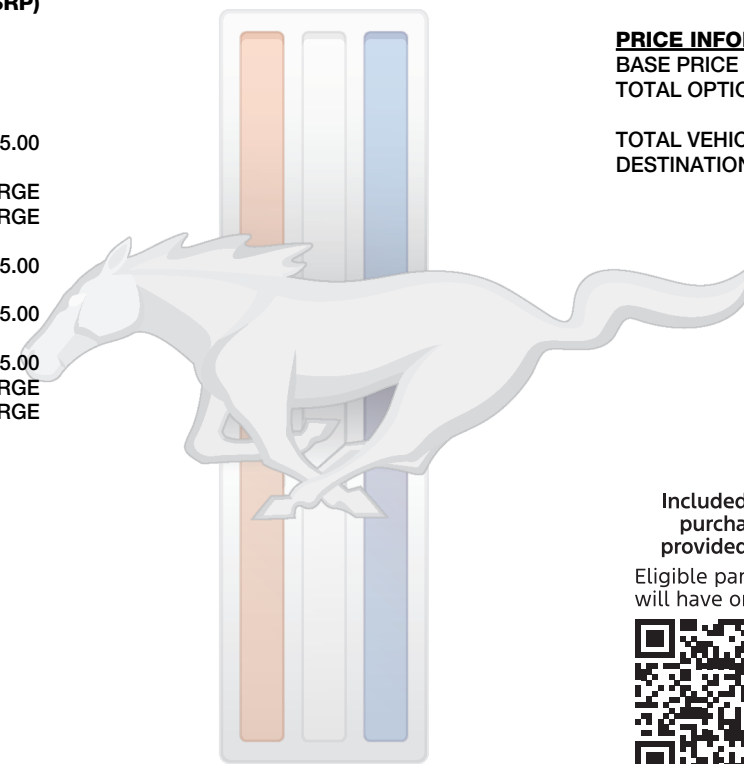 SRP)
5.00
RGE
RGE
5.00
5.00
5.00
RGE
RGE
PRICE INFO
BASE PRICE
TOTAL OPTIO
TOTAL VEHIC
DESTINATION
Included
purcha
provided
Eligible par
will have o